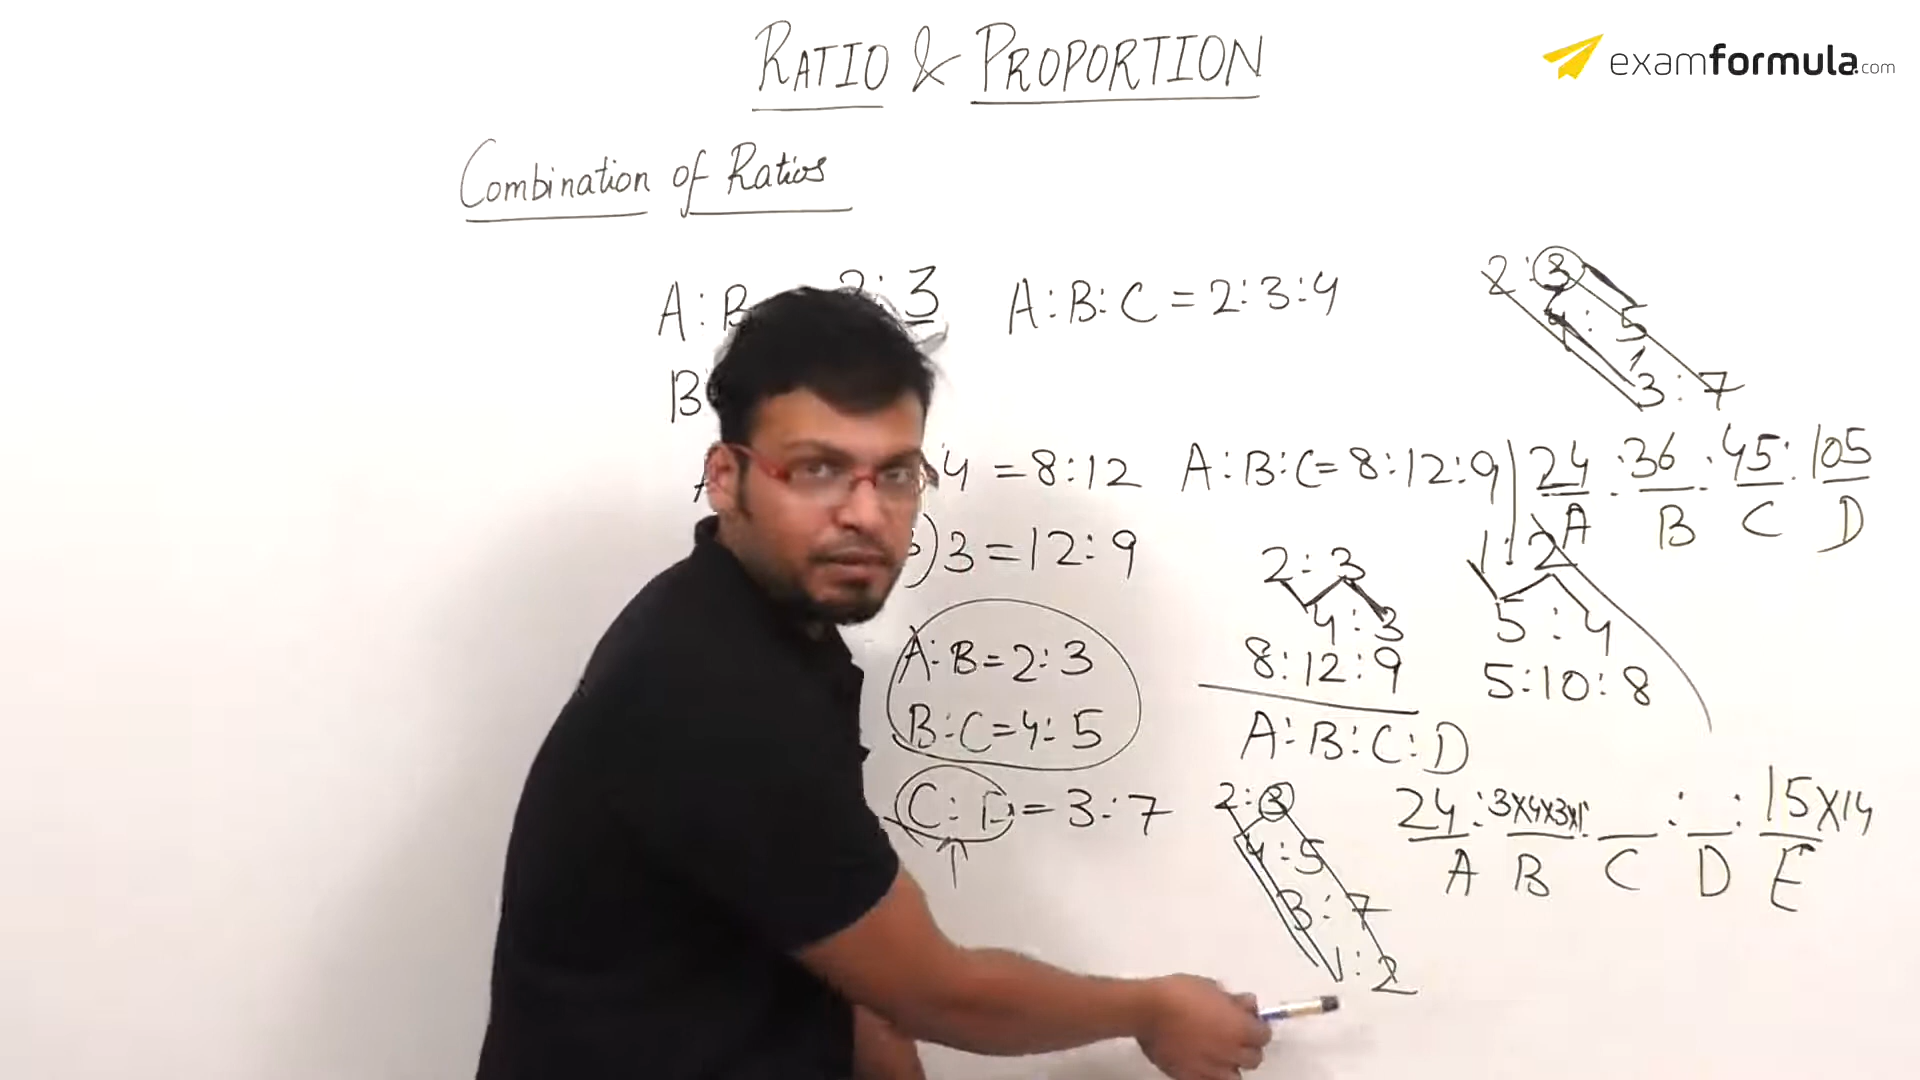 RATIO & PROPORTION
examformula.com
Combination of Ratios
A:B 2:3
A:B:C=2:3:4
B
2:3
4:5
3:7
4 =8:12
A:B:C=8:12:9
24:36:45:105
A B C D
)3=12:9
2:3
4:3
8:12:9
1:2
5:4
5:10:8
A:B=2:3
B:C=4:5
C:D=3:7
A:B:C:D
2:3
4:5
3:7
1:2
24:3x4x3x1: : :15x14
A B C D E